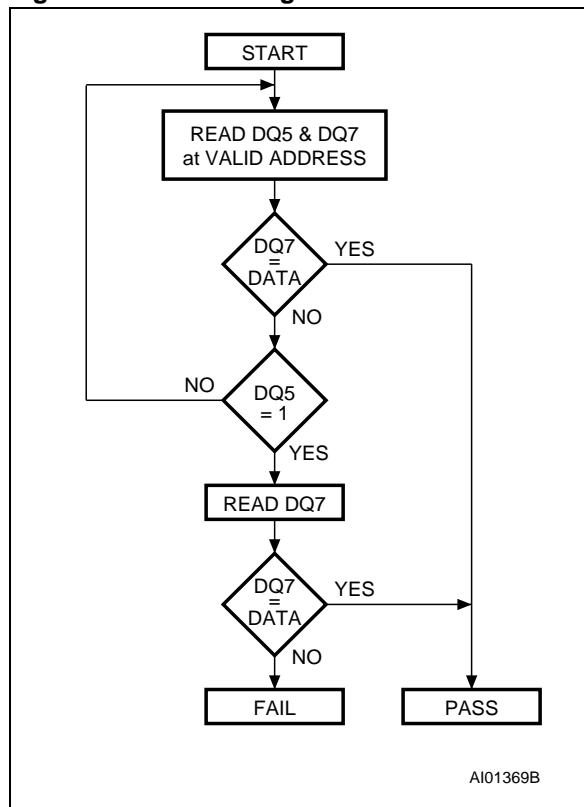 START
READ DQ5 & DQ7
at VALID ADDRESS
DQ7
=
DATA
YES
NO
NO
DQ5
= 1
YES
READ DQ7
DQ7
=
DATA
YES
NO
FAIL
PASS
AI01369B